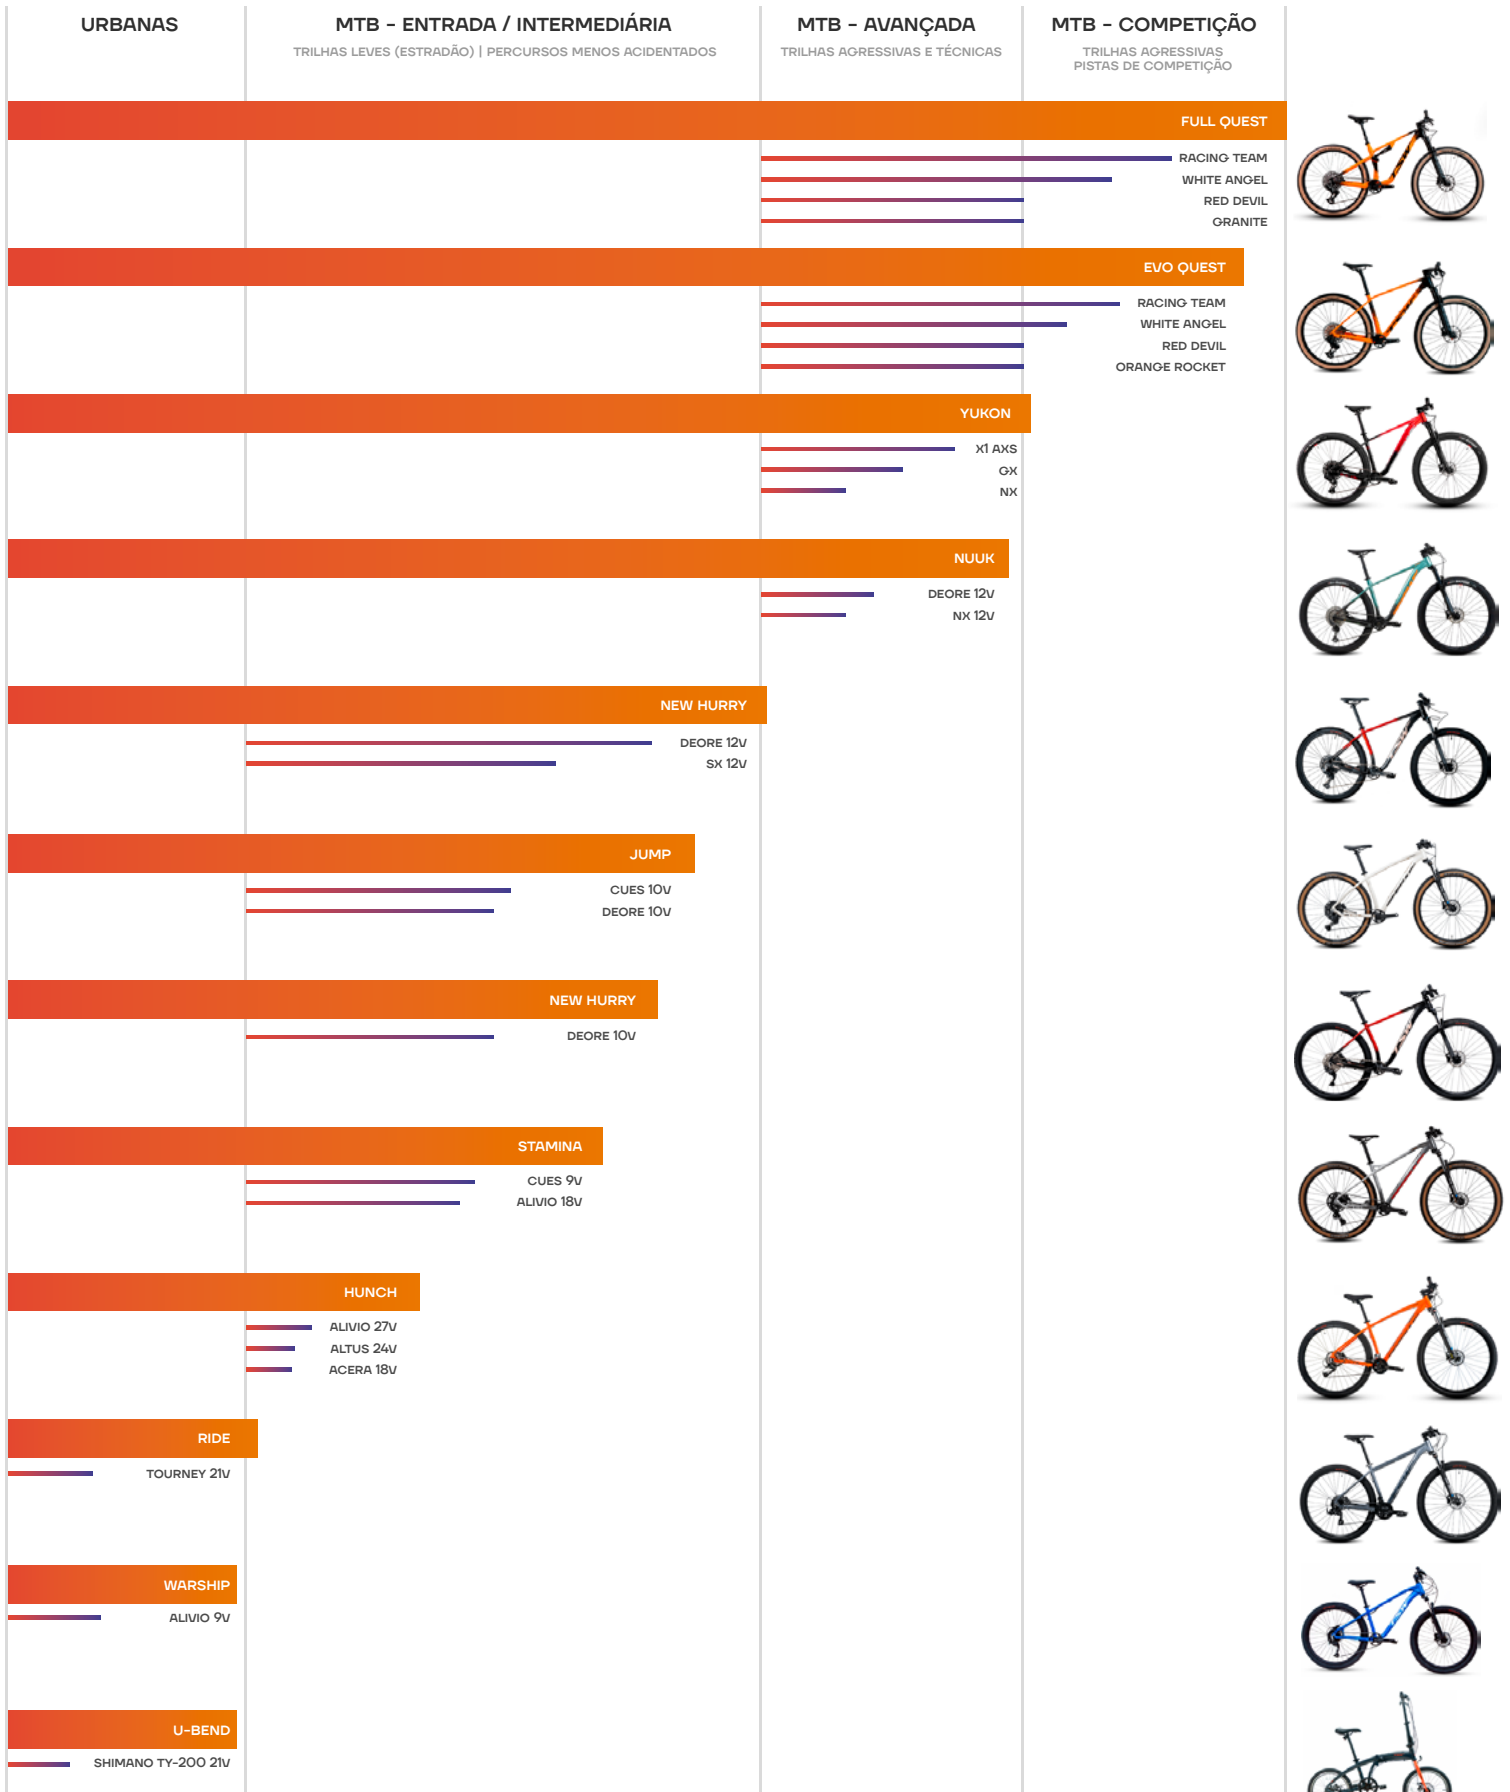 URBANAS
MTB - ENTRADA / INTERMEDIÁRIA
TRILHAS LEVES (ESTRADÃO) | PERCURSOS MENOS ACIDENTADOS
MTB - AVANÇADA
TRILHAS AGRESSIVAS E TÉCNICAS
MTB - COMPETIÇÃO
TRILHAS AGRESSIVAS
PISTAS DE COMPETIÇÃO
FULL QUEST
RACING TEAM
WHITE ANGEL
RED DEVIL
GRANITE
EVO QUEST
RACING TEAM
WHITE ANGEL
RED DEVIL
ORANGE ROCKET
YUKON
X1 AXS
GX
NX
NUUK
DEORE 12V
NX 12V
NEW HURRY
DEORE 12V
SX 12V
JUMP
CUES 10V
DEORE 10V
NEW HURRY
DEORE 10V
STAMINA
CUES 9V
ALIVIO 18V
HUNCH
ALIVIO 27V
ALTUS 24V
ACERA 18V
RIDE
TOURNEY 21V
WARSHIP
ALIVIO 9V
U-BEND
SHIMANO TY-200 21V